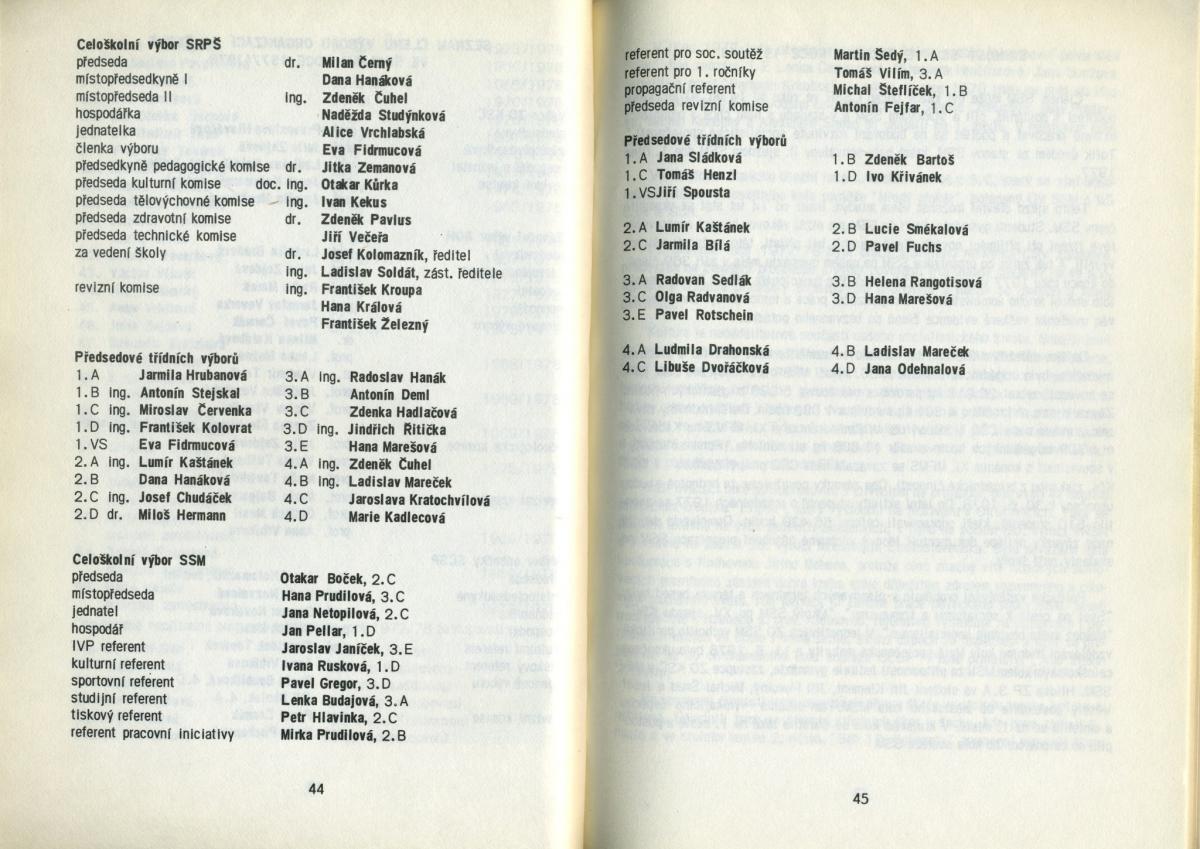 Celoškolní výbor SRPŠ
předseda dr. Milan Černý
místopředsedkyně I Dana Hanáková
místopředseda II ing. Zdeněk Čuhel
hospodářka Naděžda Studýnková
jednatelka Alice Vrchlabská
členka výboru Eva Fidrmucová
předsedkyně pedagogické komise dr. Jitka Zemanová
předseda kulturní komise doc. ing. Otakar Kůrka
předseda tělovýchovné komise ing. Ivan Kekus
předseda zdravotní komise dr. Zdeněk Pavlus
předseda technické komise Jiří Večeřa
za vedení školy dr. Josef Kolomazník, ředitel
ing. Ladislav Soldát, zást. ředitele
revizní komise ing. František Kroupa
Hana Králová
František Železný
Předsedové třídních výborů
1.A Jarmila Hrubanová 3.A ing. Radoslav Hanák
1.B ing. Antonín Stejskal 3.B Antonín Deml
1.C ing. Miroslav Červenka 3.C Zdenka Hadlačová
1.D ing. František Kolovrat 3.D ing. Jindřich Řitička
1.VS Eva Fidrmucová 3.E Hana Marešová
2.A ing. Lumír Kaštánek 4.A ing. Zdeněk Čuhel
2.B Dana Hanáková 4.B ing. Ladislav Mareček
2.C ing. Josef Chudáček 4.C Jaroslava Kratochvílová
2.D dr. Miloš Hermann 4.D Marie Kadlecová
Celoškolní výbor SSM
předseda Otakar Boček, 2.C
místopředseda Hana Prudilová, 3.C
jednatel Jana Netopilová, 2.C
hospodář Jan Pellar, 1.D
IVP referent Jaroslav Janíček, 3.E
kulturní referent Ivana Rusková, 1.D
sportovní referent Pavel Gregor, 3.D
studijní referent Lenka Budajová, 3.A
tiskový referent Petr Hlavinka, 2.C
referent pracovní iniciativy Mirka Prudilová, 2.B
44
referent pro soc. soutěž Martin Šedý, 1.A
referent pro 1. ročníky Tomáš Vilím, 3.A
propagační referent Michal Šteflíček, 1.B
předseda revizní komise Antonín Fejfar, 1.C
Předsedové třídních výborů
1.A Jana Sládková 1.B Zdeněk Bartoš
1.C Tomáš Henzl 1.D Ivo Křivánek
1.VS Jiří Spousta
2.A Lumír Kaštánek 2.B Lucie Smékalová
2.C Jarmila Bílá 2.D Pavel Fuchs
3.A Radovan Sedlák 3.B Helena Rangotisová
3.C Olga Radvanová 3.D Hana Marešová
3.E Pavel Rotschein
4.A Ludmila Drahonská 4.B Ladislav Mareček
4.C Libuše Dvořáčková 4.D Jana Odehnalová
45